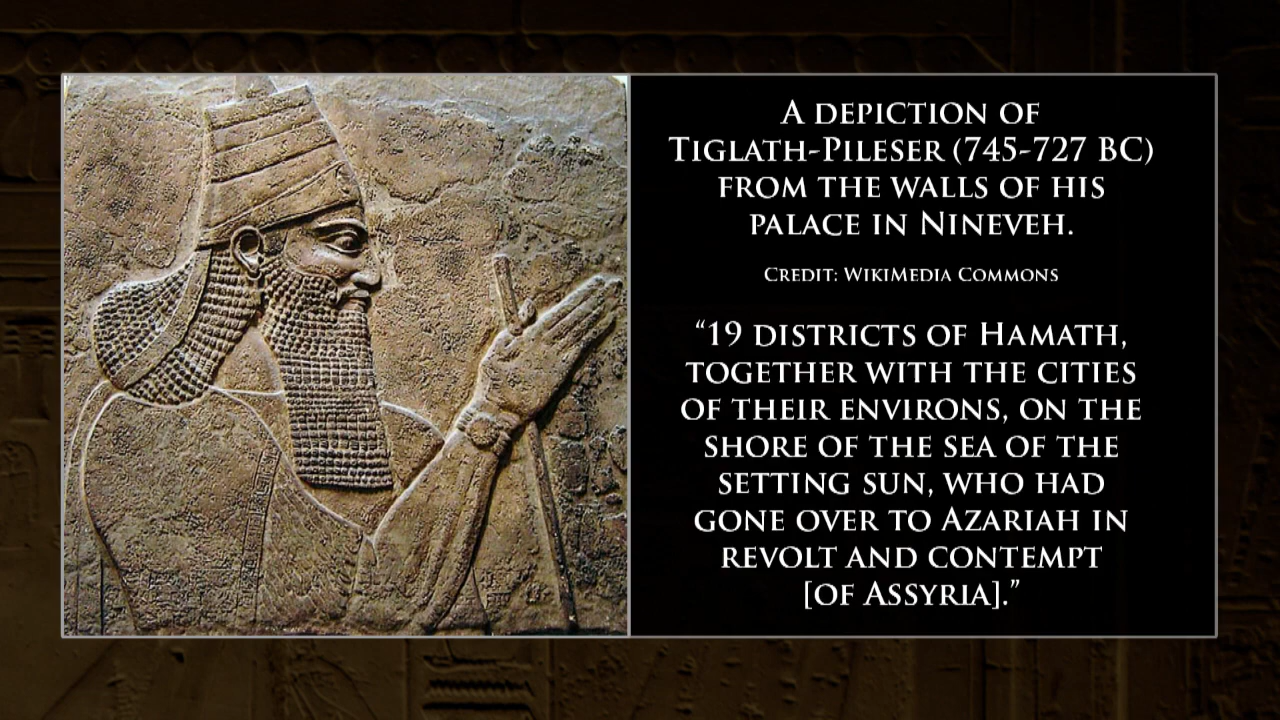 A depiction of
Tiglath-Pileser (745-727 BC)
from the walls of his
palace in Nineveh.
Credit: WikiMedia Commons
“19 districts of Hamath,
together with the cities
of their environs, on the
shore of the sea of the
setting sun, who had
gone over to Azariah in
revolt and contempt
[of Assyria].”